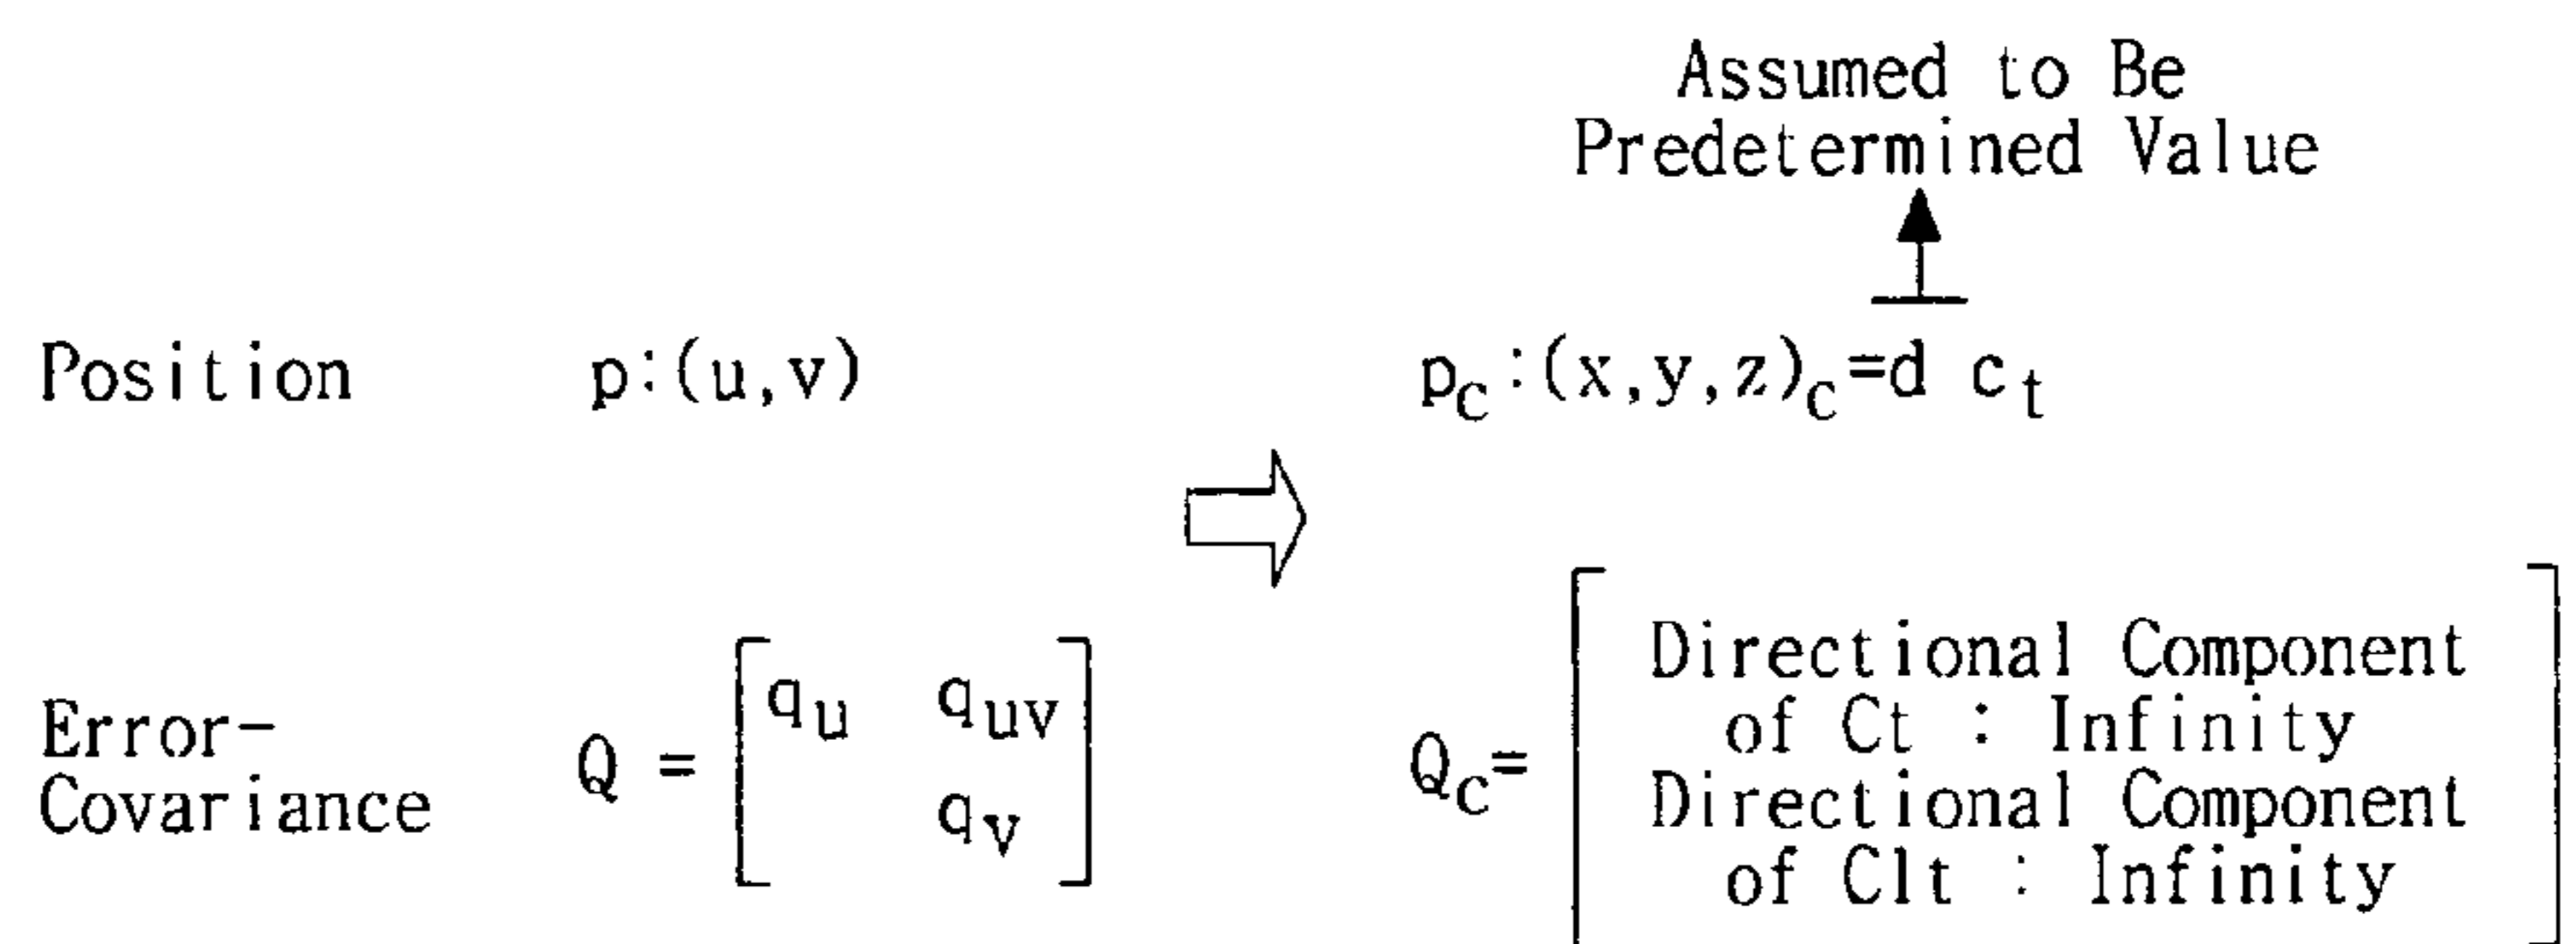 Assumed to Be
Predetermined Value
Position p:(u,v) p_C:(x,y,z)_C=d c_t
Error-
Covariance Q = [q_u q_uv
q_v]
Q_C= [Directional Component
of Ct : Infinity
Directional Component
of Clt : Infinity]